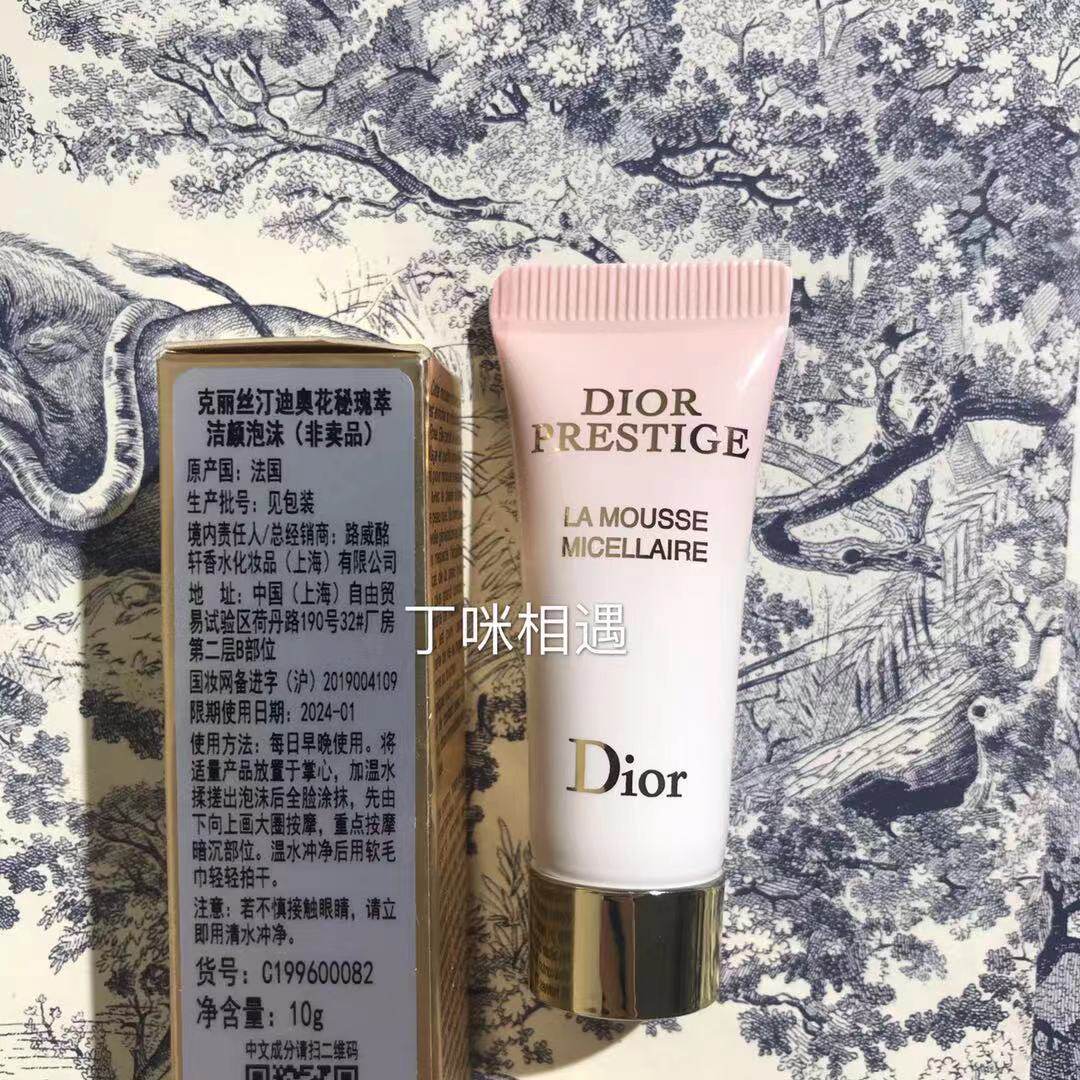 克丽丝汀迪奥花秘瑰萃
洁颜泡沫（非卖品）
原产国：法国
生产批号：见包装
境内责任人/总经销商：路威酩
轩香水化妆品（上海）有限公司
地 址：中国（上海）自由贸
易试验区荷丹路190号32#厂房
第二层B部位
国妆网备进字（沪）2019004109
限期使用日期：2024-01
使用方法：每日早晚使用。将
适量产品放置于掌心，加温水
揉搓出泡沫后全脸涂抹，先由
下向上画大圈按摩，重点按摩
暗沉部位。温水冲净后用软毛
巾轻轻拍干。
注意：若不慎接触眼睛，请立
即用清水冲净。
货号：C199600082
净含量：10g
中文成分请扫二维码
DIOR
PRESTIGE
LA MOUSSE
MICELLAIRE
Dior
丁咪相遇